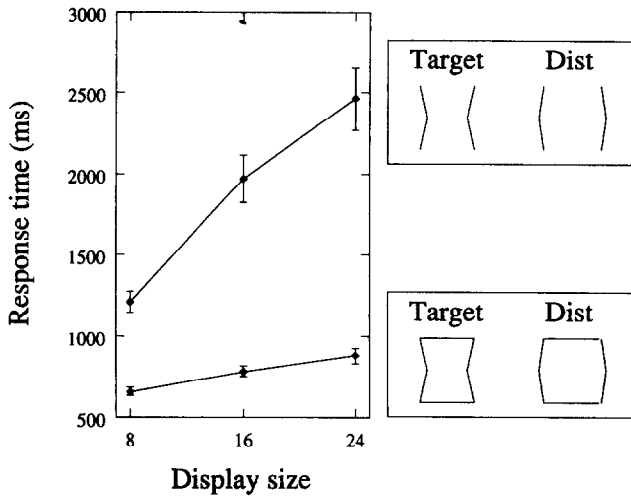 3000
2500
2000
1500
1000
500
Response time (ms)
8
16
24
Display size
Target Dist
Target Dist